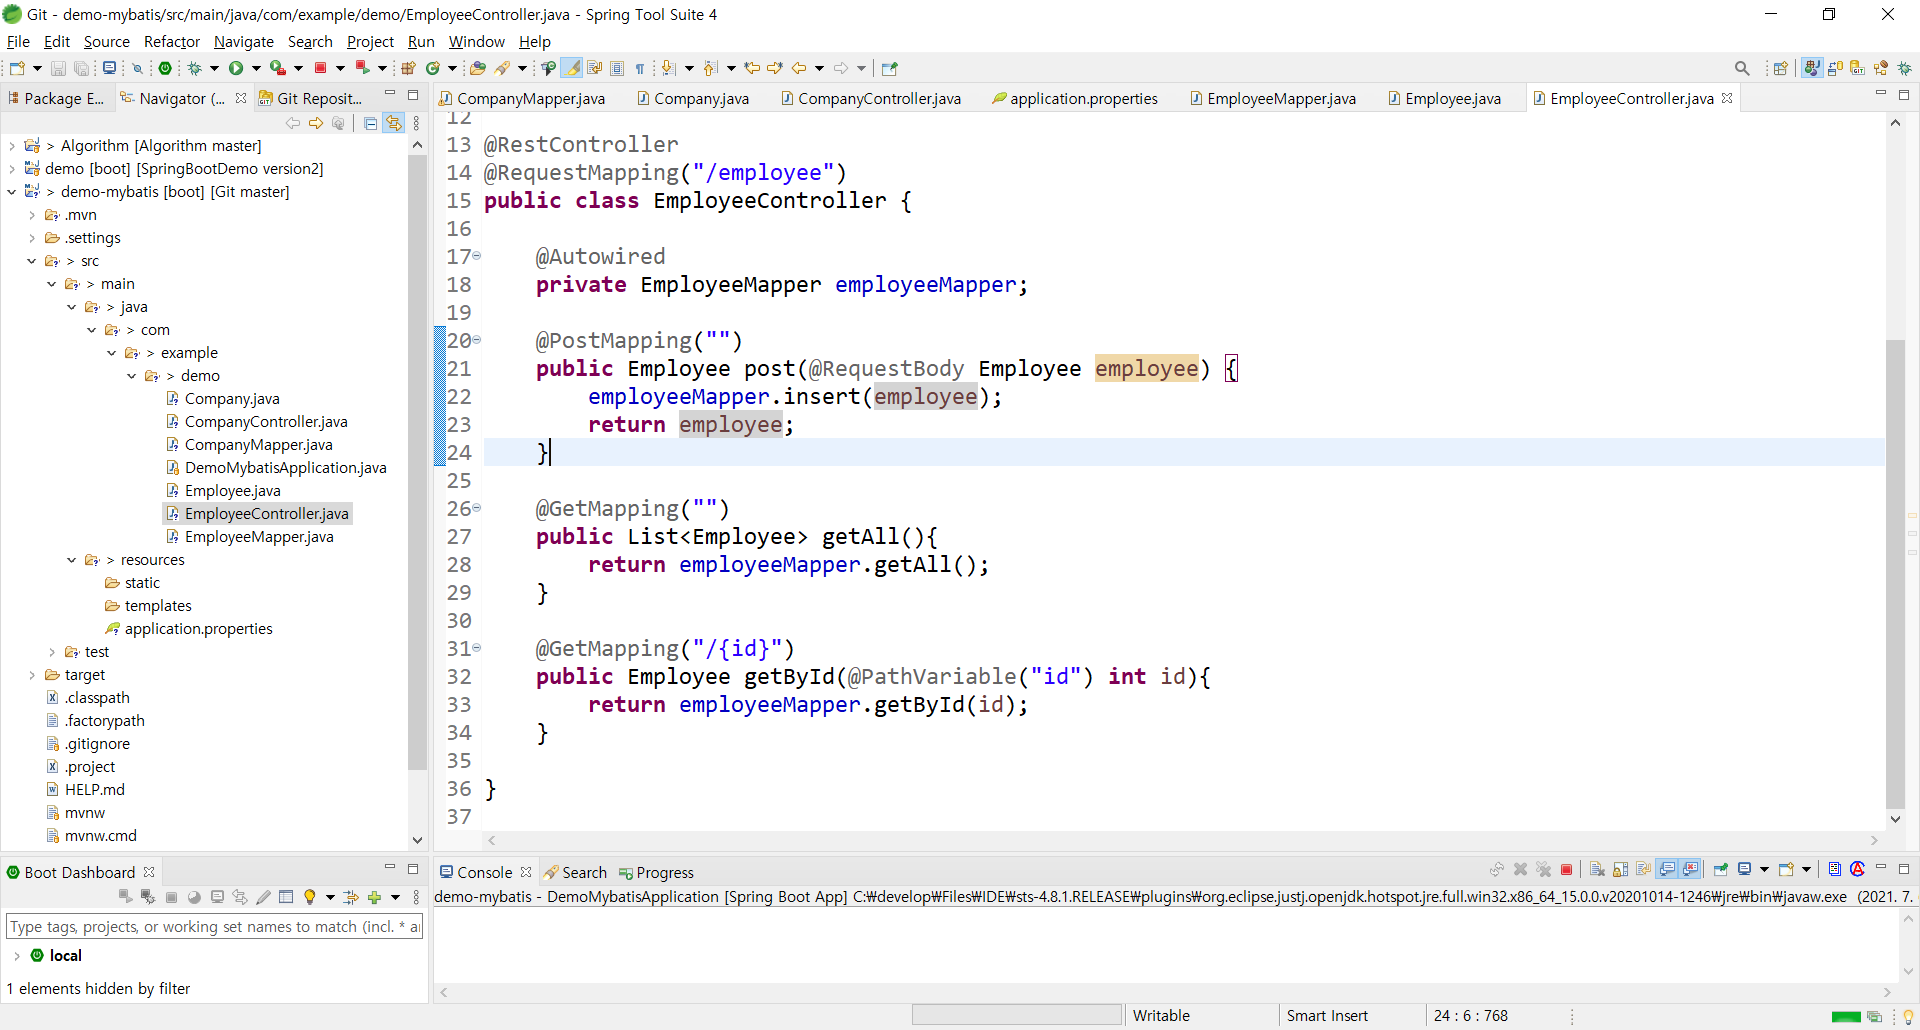 Git - demo-mybatis/src/main/java/com/example/demo/EmployeeController.java - Spring Tool Suite 4
File Edit Source Refactor Navigate Search Project Run Window Help
Package E... Navigator (... Git Reposit...
> Algorithm [Algorithm master]
demo [boot] [SpringBootDemo version2]
> demo-mybatis [boot] [Git master]
.mvn
.settings
> src
> main
> java
> com
> example
> demo
Company.java
CompanyController.java
CompanyMapper.java
DemoMybatisApplication.java
Employee.java
EmployeeController.java
EmployeeMapper.java
> resources
static
templates
application.properties
test
target
.classpath
.factorypath
.gitignore
.project
HELP.md
mvnw
mvnw.cmd
CompanyMapper.java Company.java CompanyController.java application.properties EmployeeMapper.java Employee.java EmployeeController.java
12
13 @RestController
14 @RequestMapping("/employee")
15 public class EmployeeController {
16
17 @Autowired
18 private EmployeeMapper employeeMapper;
19
20 @PostMapping("")
21 public Employee post(@RequestBody Employee employee) {
22 employeeMapper.insert(employee);
23 return employee;
24 }
25
26 @GetMapping("")
27 public List<Employee> getAll(){
28 return employeeMapper.getAll();
29 }
30
31 @GetMapping("/{id}")
32 public Employee getById(@PathVariable("id") int id){
33 return employeeMapper.getById(id);
34 }
35
36 }
37
Boot Dashboard
Type tags, projects, or working set names to match (incl. * a
local
1 elements hidden by filter
Console Search Progress
demo-mybatis - DemoMybatisApplication [Spring Boot App] C:₩develop₩Files₩IDE₩sts-4.8.1.RELEASE₩plugins₩org.eclipse.justj.openjdk.hotspot.jre.full.win32.x86_64_15.0.0.v20201014-1246₩jre₩bin₩javaw.exe (2021. 7.
Writable Smart Insert 24 : 6 : 768